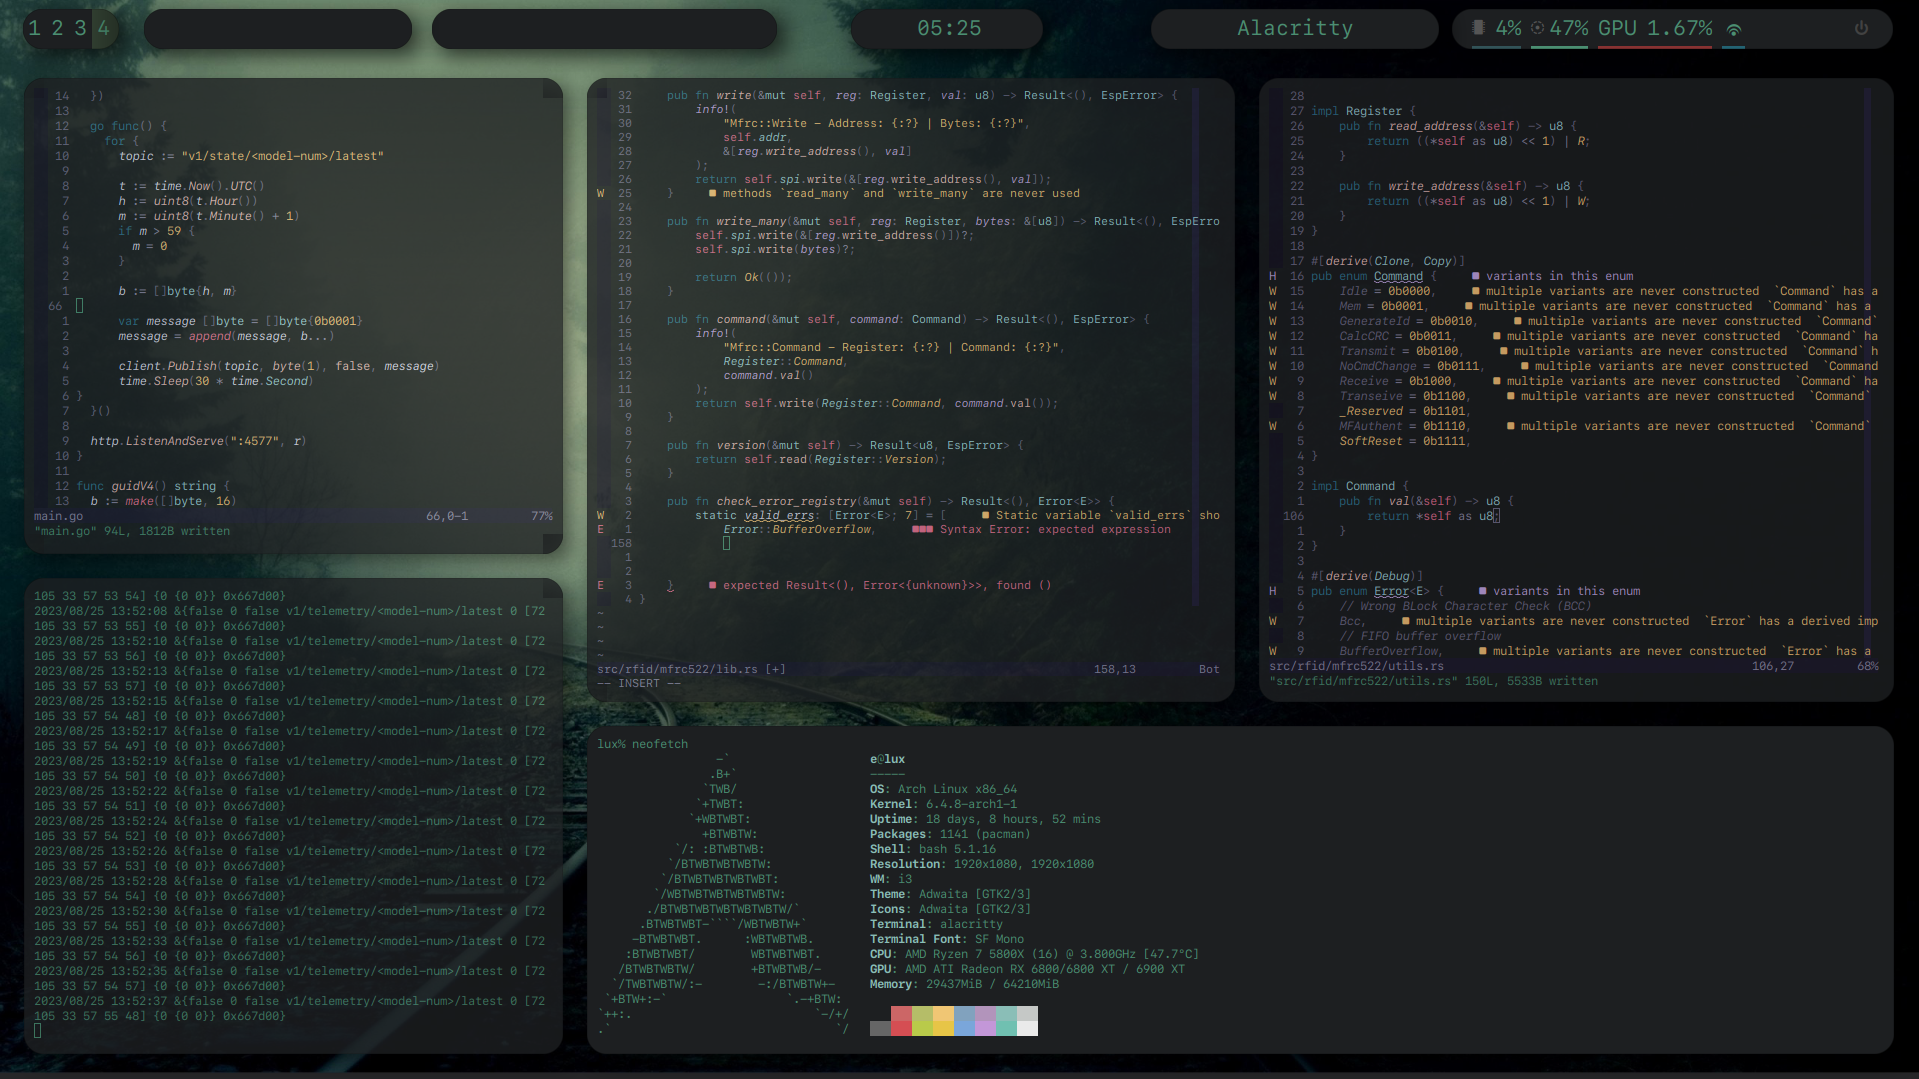 1 2 3 4
05:25
Alacritty
4% 47% GPU 1.67%
14 })
13
12 go func() {
11 for {
10 topic := "v1/state/<model-num>/latest"
9
8 t := time.Now().UTC()
7 h := uint8(t.Hour())
6 m := uint8(t.Minute() + 1)
5 if m > 59 {
4 m = 0
3 }
2
1 b := []byte{h, m}
66
1 var message []byte = []byte{0b0001}
2 message = append(message, b...)
3
4 client.Publish(topic, byte(1), false, message)
5 time.Sleep(30 * time.Second)
6 }
7 }()
8
9 http.ListenAndServe(":4577", r)
10 }
11
12 func guidV4() string {
13 b := make([]byte, 16)
main.go 66,0-1 77%
"main.go" 94L, 1812B written
105 33 57 53 54] {0 {0 0}} 0x667d00}
2023/08/25 13:52:08 &{false 0 false v1/telemetry/<model-num>/latest 0 [72
105 33 57 53 55] {0 {0 0}} 0x667d00}
2023/08/25 13:52:10 &{false 0 false v1/telemetry/<model-num>/latest 0 [72
105 33 57 53 56] {0 {0 0}} 0x667d00}
2023/08/25 13:52:13 &{false 0 false v1/telemetry/<model-num>/latest 0 [72
105 33 57 53 57] {0 {0 0}} 0x667d00}
2023/08/25 13:52:15 &{false 0 false v1/telemetry/<model-num>/latest 0 [72
105 33 57 54 48] {0 {0 0}} 0x667d00}
2023/08/25 13:52:17 &{false 0 false v1/telemetry/<model-num>/latest 0 [72
105 33 57 54 49] {0 {0 0}} 0x667d00}
2023/08/25 13:52:19 &{false 0 false v1/telemetry/<model-num>/latest 0 [72
105 33 57 54 50] {0 {0 0}} 0x667d00}
2023/08/25 13:52:22 &{false 0 false v1/telemetry/<model-num>/latest 0 [72
105 33 57 54 51] {0 {0 0}} 0x667d00}
2023/08/25 13:52:24 &{false 0 false v1/telemetry/<model-num>/latest 0 [72
105 33 57 54 52] {0 {0 0}} 0x667d00}
2023/08/25 13:52:26 &{false 0 false v1/telemetry/<model-num>/latest 0 [72
105 33 57 54 53] {0 {0 0}} 0x667d00}
2023/08/25 13:52:28 &{false 0 false v1/telemetry/<model-num>/latest 0 [72
105 33 57 54 54] {0 {0 0}} 0x667d00}
2023/08/25 13:52:30 &{false 0 false v1/telemetry/<model-num>/latest 0 [72
105 33 57 54 55] {0 {0 0}} 0x667d00}
2023/08/25 13:52:33 &{false 0 false v1/telemetry/<model-num>/latest 0 [72
105 33 57 54 56] {0 {0 0}} 0x667d00}
2023/08/25 13:52:35 &{false 0 false v1/telemetry/<model-num>/latest 0 [72
105 33 57 54 57] {0 {0 0}} 0x667d00}
2023/08/25 13:52:37 &{false 0 false v1/telemetry/<model-num>/latest 0 [72
105 33 57 55 48] {0 {0 0}} 0x667d00}
32 pub fn write(&mut self, reg: Register, val: u8) -> Result<(), EspError> {
31 info!(
30 "Mfrc::Write - Address: {:?} | Bytes: {:?}",
29 self.addr,
28 &[reg.write_address(), val]
27 );
26 return self.spi.write(&[reg.write_address(), val]);
W 25 } ■ methods `read_many` and `write_many` are never used
24
23 pub fn write_many(&mut self, reg: Register, bytes: &[u8]) -> Result<(), EspErro
22 self.spi.write(&[reg.write_address()])?;
21 self.spi.write(bytes)?;
20
19 return Ok(());
18 }
17
16 pub fn command(&mut self, command: Command) -> Result<(), EspError> {
15 info!(
14 "Mfrc::Command - Register: {:?} | Command: {:?}",
13 Register::Command,
12 command.val()
11 );
10 return self.write(Register::Command, command.val());
9 }
8
7 pub fn version(&mut self) -> Result<u8, EspError> {
6 return self.read(Register::Version);
5 }
4
3 pub fn check_error_registry(&mut self) -> Result<(), Error<E>> {
W 2 static valid_errs: [Error<E>; 7] = [ ■ Static variable `valid_errs` sho
E 1 Error::BufferOverflow, ■■■ Syntax Error: expected expression
158
1
2
E 3 } ■ expected Result<(), Error<{unknown}>>, found ()
4 }
~
~
~
~
src/rfid/mfrc522/lib.rs [+] 158,13 Bot
-- INSERT --
28
27 impl Register {
26 pub fn read_address(&self) -> u8 {
25 return ((*self as u8) << 1) | R;
24 }
23
22 pub fn write_address(&self) -> u8 {
21 return ((*self as u8) << 1) | W;
20 }
19 }
18
17 #[derive(Clone, Copy)]
H 16 pub enum Command { ■ variants in this enum
W 15 Idle = 0b0000, ■ multiple variants are never constructed `Command` has a
W 14 Mem = 0b0001, ■ multiple variants are never constructed `Command` has a
W 13 GenerateId = 0b0010, ■ multiple variants are never constructed `Command`
W 12 CalcCRC = 0b0011, ■ multiple variants are never constructed `Command` ha
W 11 Transmit = 0b0100, ■ multiple variants are never constructed `Command` h
W 10 NoCmdChange = 0b0111, ■ multiple variants are never constructed `Command
W 9 Receive = 0b1000, ■ multiple variants are never constructed `Command` ha
W 8 Transeive = 0b1100, ■ multiple variants are never constructed `Command`
7 _Reserved = 0b1101,
W 6 MFAuthent = 0b1110, ■ multiple variants are never constructed `Command`
5 SoftReset = 0b1111,
4 }
3
2 impl Command {
1 pub fn val(&self) -> u8 {
106 return *self as u8;
1 }
2 }
3
4 #[derive(Debug)]
H 5 pub enum Error<E> { ■ variants in this enum
6 // Wrong BLock Character Check (BCC)
W 7 Bcc, ■ multiple variants are never constructed `Error` has a derived imp
8 // FIFO buffer overflow
W 9 BufferOverflow, ■ multiple variants are never constructed `Error` has a
src/rfid/mfrc522/utils.rs 106,27 68%
"src/rfid/mfrc522/utils.rs" 150L, 5533B written
lux% neofetch
-`
.B+`
`TWB/
`+TWBT:
`+WBTWBT:
+BTWBTW:
`/: :BTWBTWB:
`/BTWBTWBTWBTW:
`/BTWBTWBTWBTWBT:
`/WBTWBTWBTWBTWBTW:
./BTWBTWBTWBTWBTWBTW/`
.BTWBTWBT-````/WBTWBTW+`
-BTWBTWBT. :WBTWBTWB.
:BTWBTWBT/ WBTWBTWBT.
/BTWBTWBTW/ +BTWBTWB/-
`/TWBTWBTW/:- -:/BTWBTW+-
`+BTW+:-` `.-+BTW:
`++:. `-/+/
.` `/
e@lux
-----
OS: Arch Linux x86_64
Kernel: 6.4.8-arch1-1
Uptime: 18 days, 8 hours, 52 mins
Packages: 1141 (pacman)
Shell: bash 5.1.16
Resolution: 1920x1080, 1920x1080
WM: i3
Theme: Adwaita [GTK2/3]
Icons: Adwaita [GTK2/3]
Terminal: alacritty
Terminal Font: SF Mono
CPU: AMD Ryzen 7 5800X (16) @ 3.800GHz [47.7°C]
GPU: AMD ATI Radeon RX 6800/6800 XT / 6900 XT
Memory: 29437MiB / 64210MiB